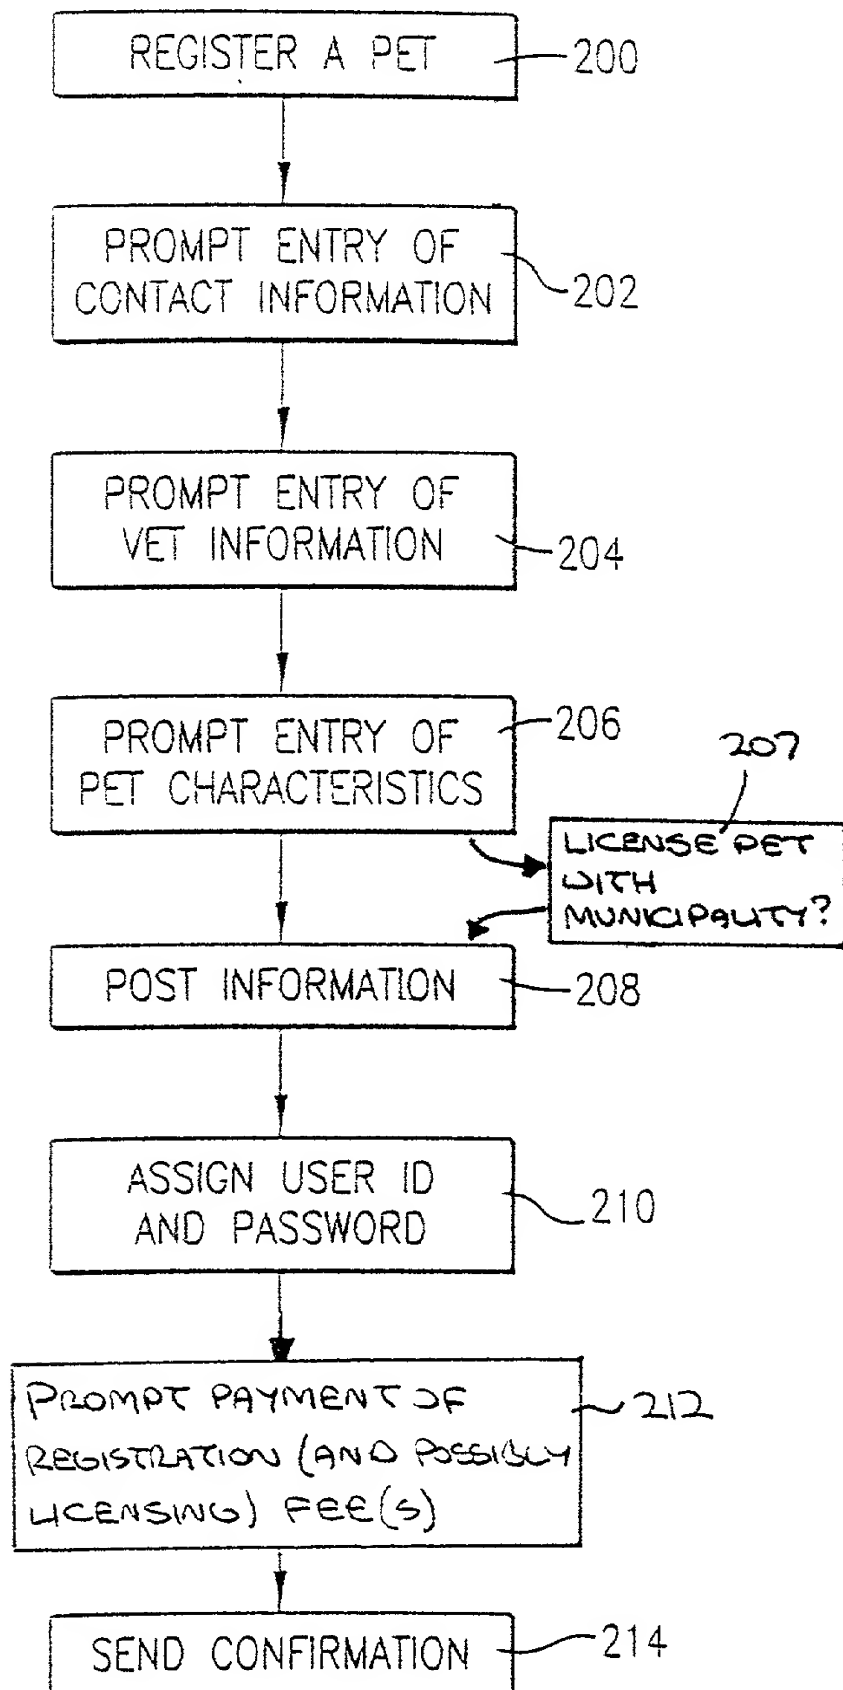 REGISTER A PET
200
PROMPT ENTRY OF
CONTACT INFORMATION
202
PROMPT ENTRY OF
VET INFORMATION
204
PROMPT ENTRY OF
PET CHARACTERISTICS
206
207
LICENSE PET
WITH
MUNICIPALITY?
POST INFORMATION
208
ASSIGN USER ID
AND PASSWORD
210
PROMPT PAYMENT OF
REGISTRATION (AND POSSIBLY
LICENSING) FEE(S)
212
SEND CONFIRMATION
214